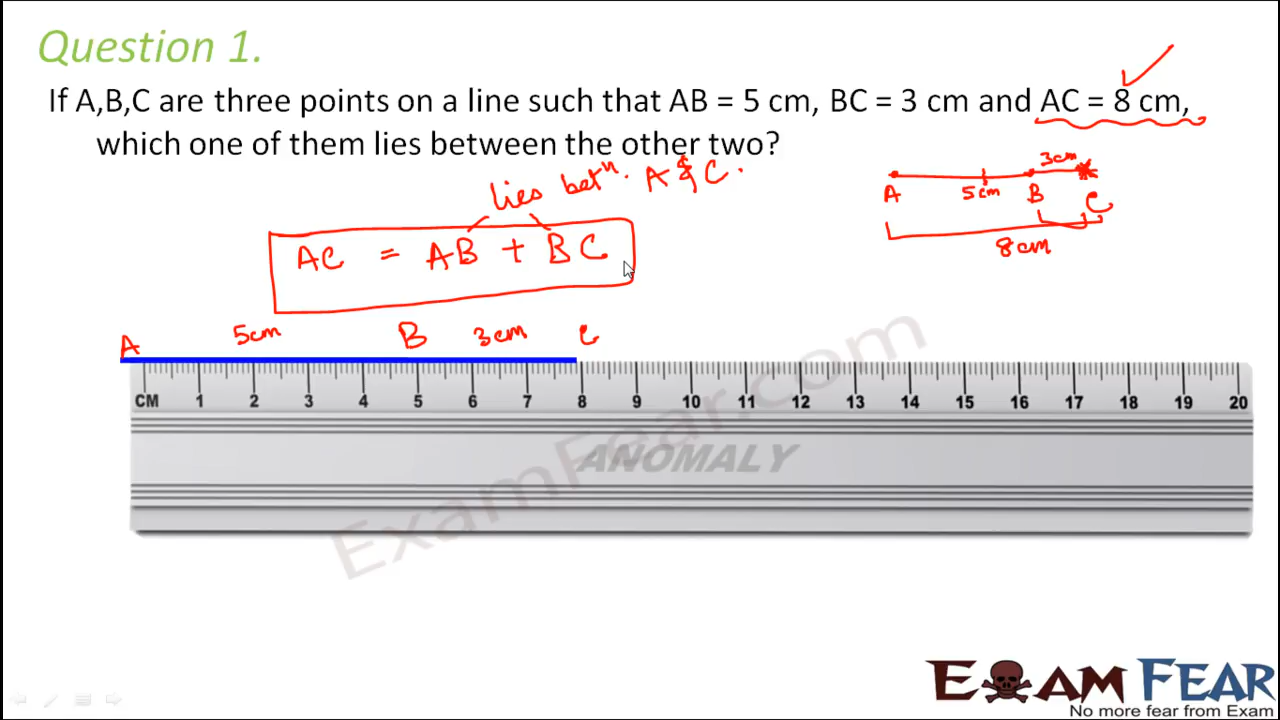 Question 1.
If A,B,C are three points on a line such that AB = 5 cm, BC = 3 cm and AC = 8 cm,
which one of them lies between the other two?
3cm
A 5cm B C
8cm
lies betⁿ. A & C.
AC = AB + BC
A 5cm B 3cm C
CM 1 2 3 4 5 6 7 8 9 10 11 12 13 14 15 16 17 18 19 20
ANOMALY
ExamFear.com
EXAM FEAR
No more fear from Exam